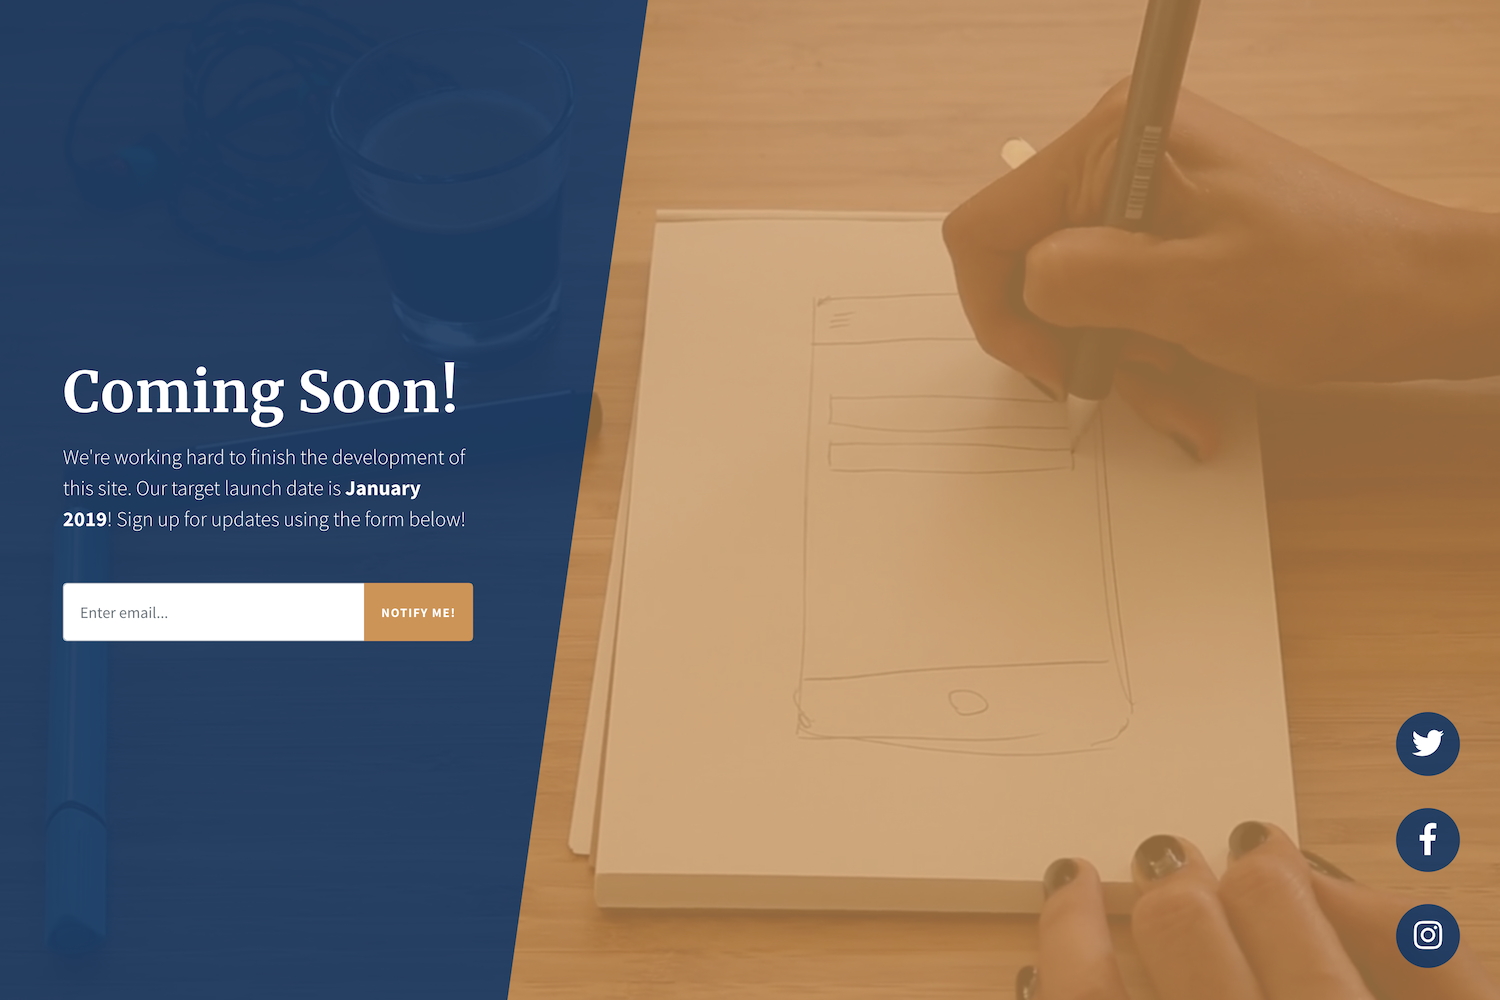 Coming Soon!
We're working hard to finish the development of
this site. Our target launch date is January
2019! Sign up for updates using the form below!
Enter email...
NOTIFY ME!